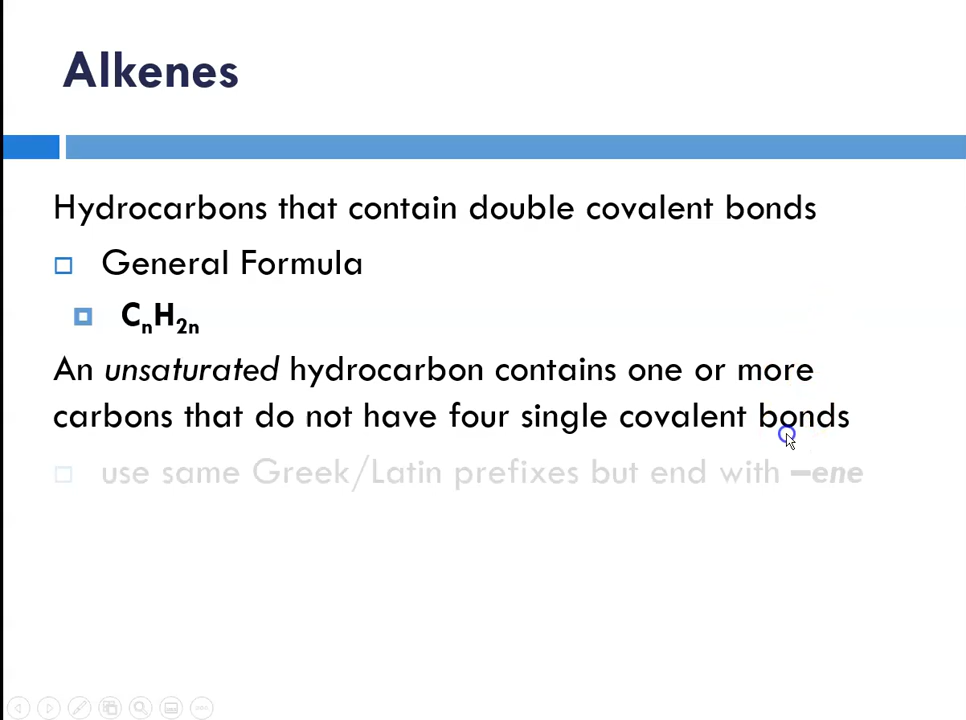 Alkenes
Hydrocarbons that contain double covalent bonds
General Formula
CnH2n
An unsaturated hydrocarbon contains one or more
carbons that do not have four single covalent bonds
use same Greek/Latin prefixes but end with –ene